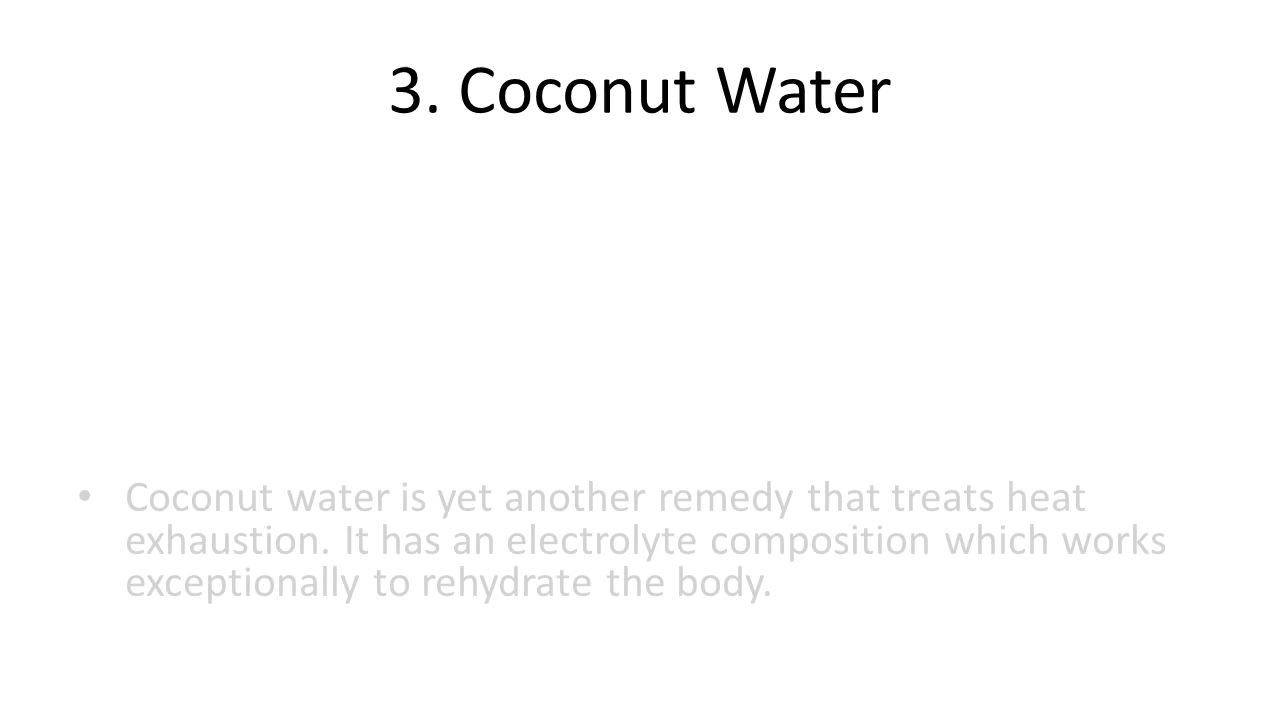 3. Coconut Water
• Coconut water is yet another remedy that treats heat
exhaustion. It has an electrolyte composition which works
exceptionally to rehydrate the body.